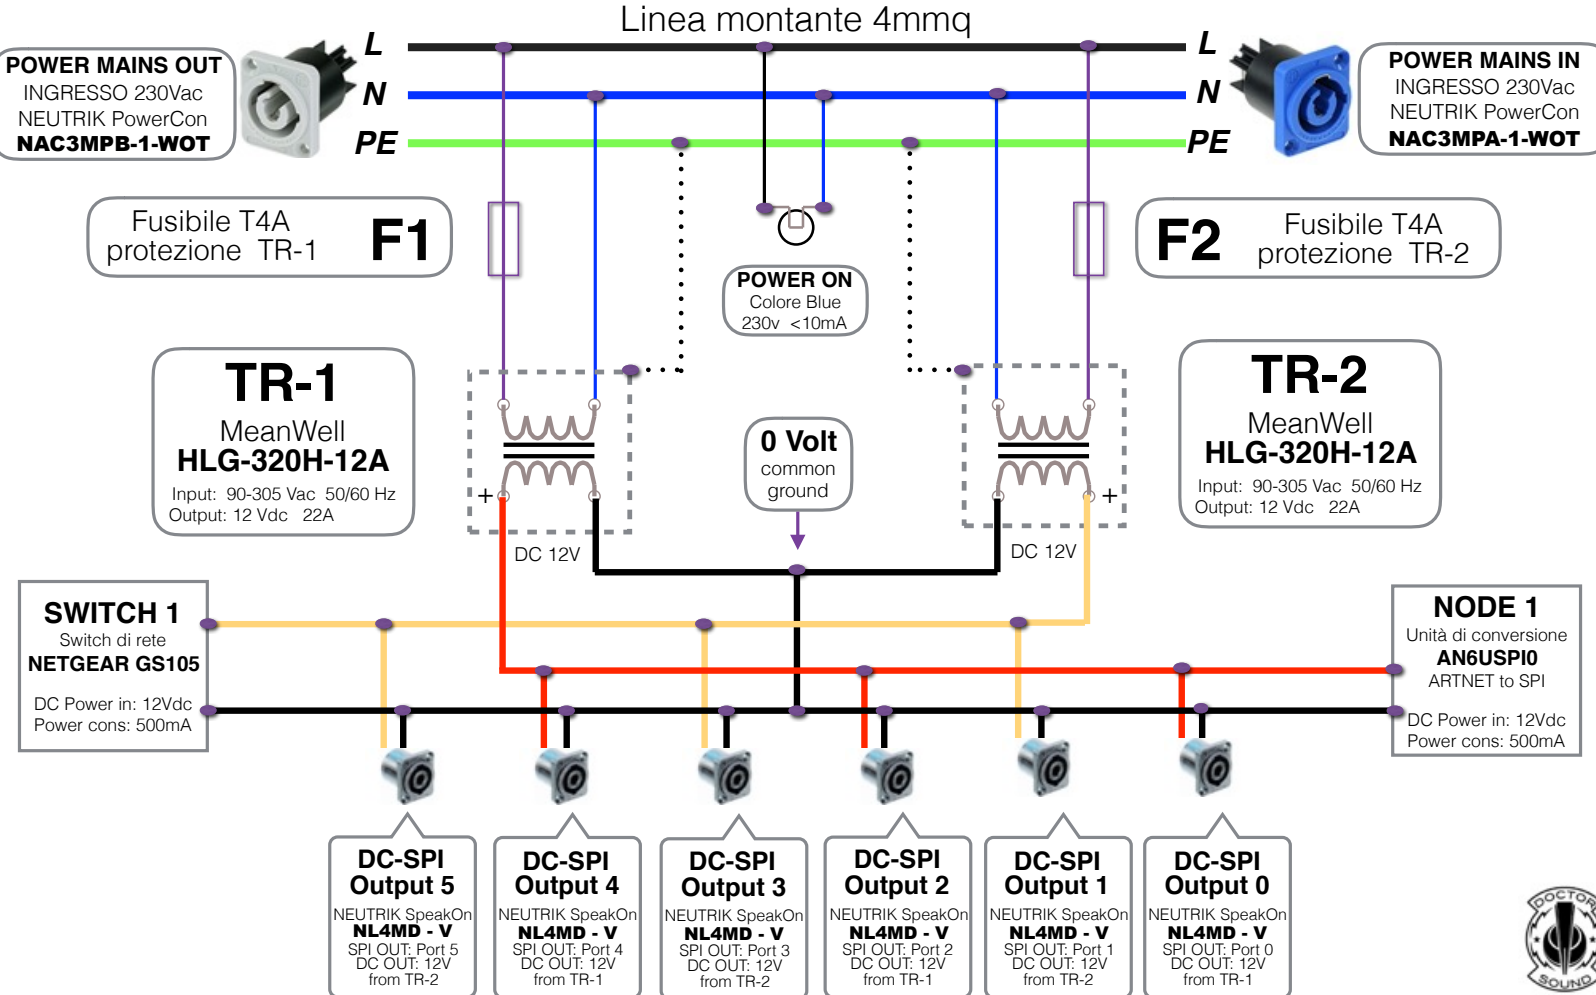 Linea montante 4mmq
POWER MAINS OUT
INGRESSO 230Vac
NEUTRIK PowerCon
NAC3MPB-1-WOT
L
N
PE
L
N
PE
POWER MAINS IN
INGRESSO 230Vac
NEUTRIK PowerCon
NAC3MPA-1-WOT
Fusibile T4A
protezione TR-1
F1
POWER ON
Colore Blue
230v <10mA
F2
Fusibile T4A
protezione TR-2
TR-1
MeanWell
HLG-320H-12A
Input: 90-305 Vac 50/60 Hz
Output: 12 Vdc 22A
+
DC 12V
0 Volt
common
ground
+
DC 12V
TR-2
MeanWell
HLG-320H-12A
Input: 90-305 Vac 50/60 Hz
Output: 12 Vdc 22A
SWITCH 1
Switch di rete
NETGEAR GS105
DC Power in: 12Vdc
Power cons: 500mA
NODE 1
Unità di conversione
AN6USPI0
ARTNET to SPI
DC Power in: 12Vdc
Power cons: 500mA
DC-SPI
Output 5
NEUTRIK SpeakOn
NL4MD - V
SPI OUT: Port 5
DC OUT: 12V
from TR-2
DC-SPI
Output 4
NEUTRIK SpeakOn
NL4MD - V
SPI OUT: Port 4
DC OUT: 12V
from TR-1
DC-SPI
Output 3
NEUTRIK SpeakOn
NL4MD - V
SPI OUT: Port 3
DC OUT: 12V
from TR-2
DC-SPI
Output 2
NEUTRIK SpeakOn
NL4MD - V
SPI OUT: Port 2
DC OUT: 12V
from TR-1
DC-SPI
Output 1
NEUTRIK SpeakOn
NL4MD - V
SPI OUT: Port 1
DC OUT: 12V
from TR-2
DC-SPI
Output 0
NEUTRIK SpeakOn
NL4MD - V
SPI OUT: Port 0
DC OUT: 12V
from TR-1
DOCTOR
SOUND